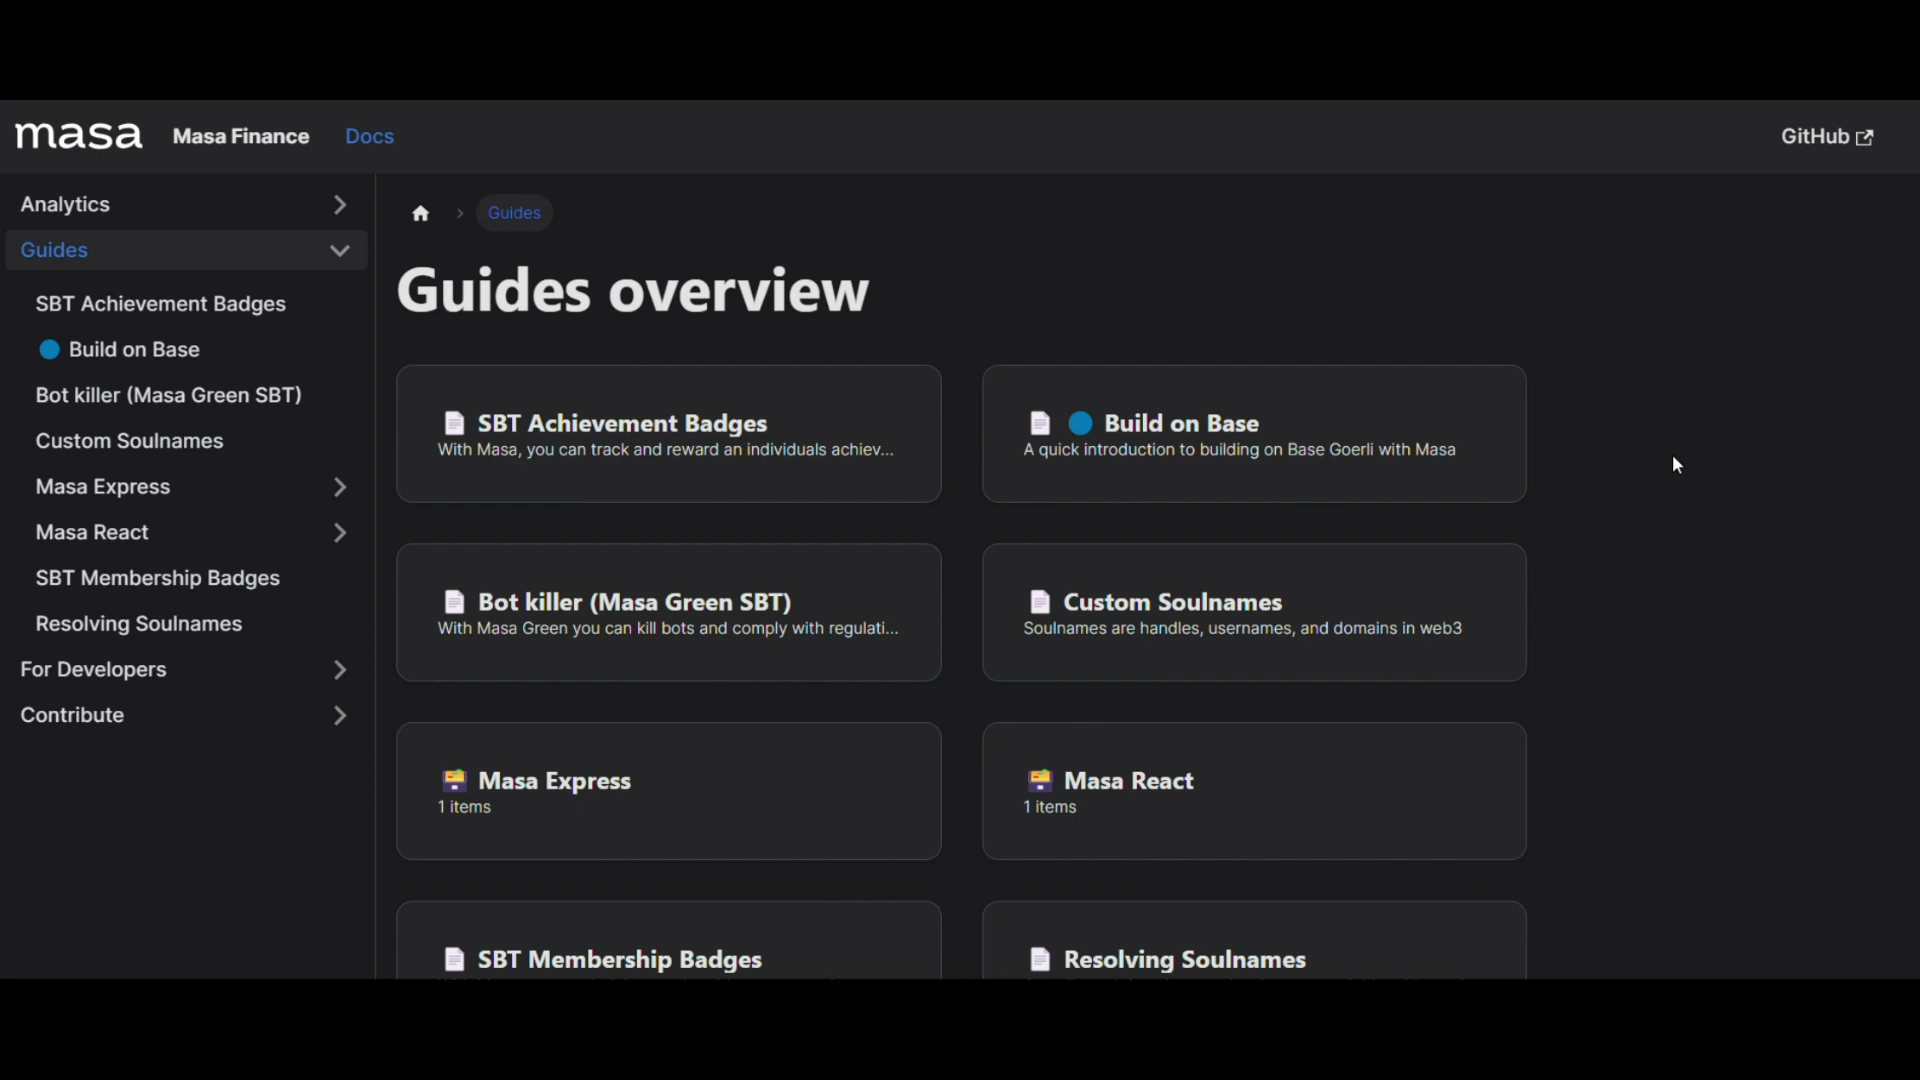 masa Masa Finance Docs GitHub
Analytics
Guides
SBT Achievement Badges
Build on Base
Bot killer (Masa Green SBT)
Custom Soulnames
Masa Express
Masa React
SBT Membership Badges
Resolving Soulnames
For Developers
Contribute
Guides
Guides overview
SBT Achievement Badges
With Masa, you can track and reward an individuals achiev...
Build on Base
A quick introduction to building on Base Goerli with Masa
Bot killer (Masa Green SBT)
With Masa Green you can kill bots and comply with regulati...
Custom Soulnames
Soulnames are handles, usernames, and domains in web3
Masa Express
1 items
Masa React
1 items
SBT Membership Badges
Resolving Soulnames